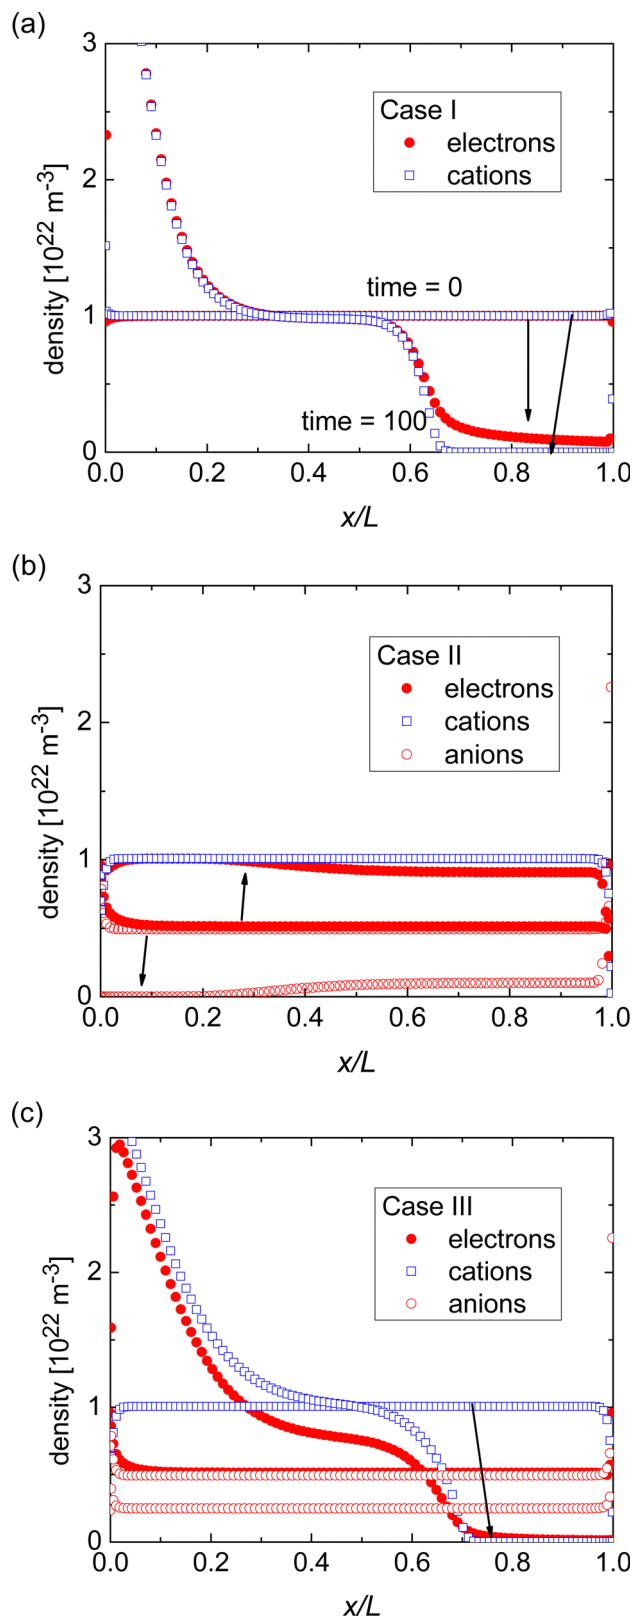 (a)
3
2
1
0
density [10²² m⁻³]
Case I
electrons
cations
time = 0
time = 100
0.0 0.2 0.4 0.6 0.8 1.0
x/L
(b)
3
2
1
0
density [10²² m⁻³]
Case II
electrons
cations
anions
0.0 0.2 0.4 0.6 0.8 1.0
x/L
(c)
3
2
1
0
density [10²² m⁻³]
Case III
electrons
cations
anions
0.0 0.2 0.4 0.6 0.8 1.0
x/L